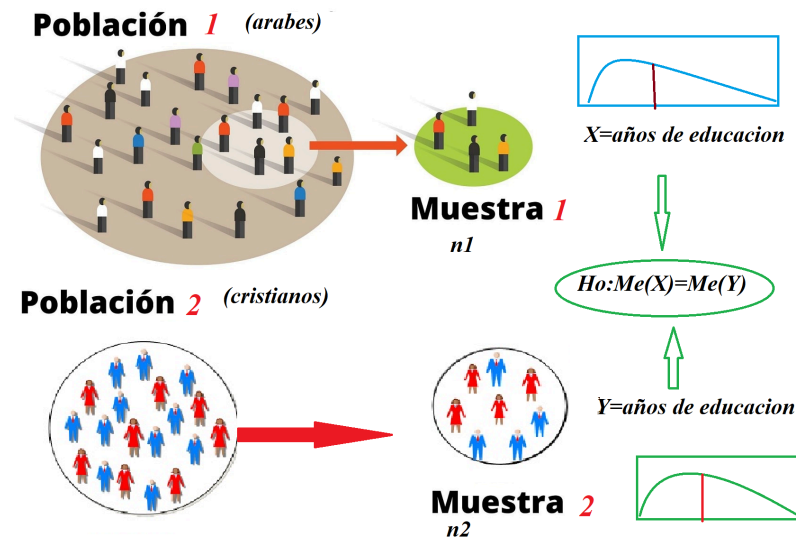 Población 1 (arabes)
X=años de educacion
Muestra 1
n1
Ho:Me(X)=Me(Y)
Población 2 (cristianos)
Y=años de educacion
Muestra 2
n2